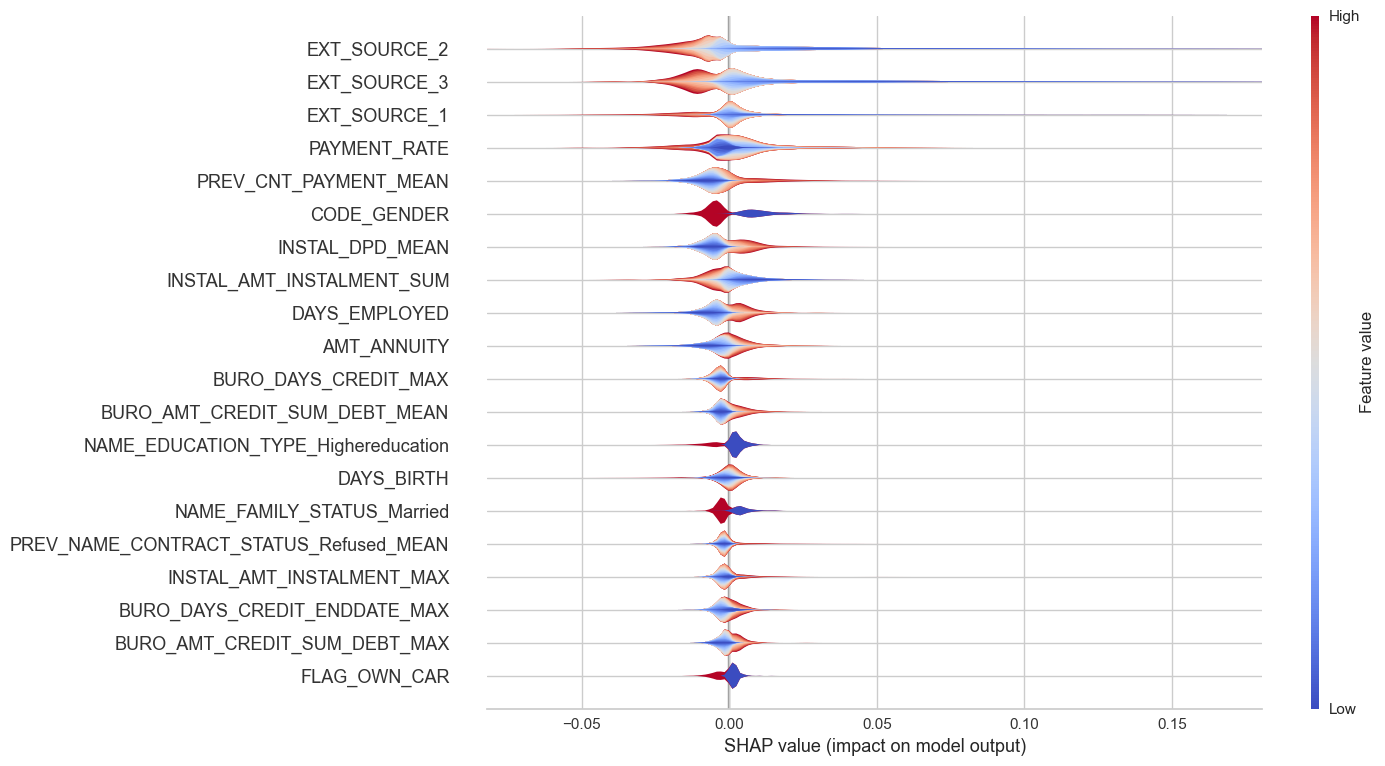 EXT_SOURCE_2
EXT_SOURCE_3
EXT_SOURCE_1
PAYMENT_RATE
PREV_CNT_PAYMENT_MEAN
CODE_GENDER
INSTAL_DPD_MEAN
INSTAL_AMT_INSTALMENT_SUM
DAYS_EMPLOYED
AMT_ANNUITY
BURO_DAYS_CREDIT_MAX
BURO_AMT_CREDIT_SUM_DEBT_MEAN
NAME_EDUCATION_TYPE_Highereducation
DAYS_BIRTH
NAME_FAMILY_STATUS_Married
PREV_NAME_CONTRACT_STATUS_Refused_MEAN
INSTAL_AMT_INSTALMENT_MAX
BURO_DAYS_CREDIT_ENDDATE_MAX
BURO_AMT_CREDIT_SUM_DEBT_MAX
FLAG_OWN_CAR
−0.05 0.00 0.05 0.10 0.15
SHAP value (impact on model output)
High
Feature value
Low